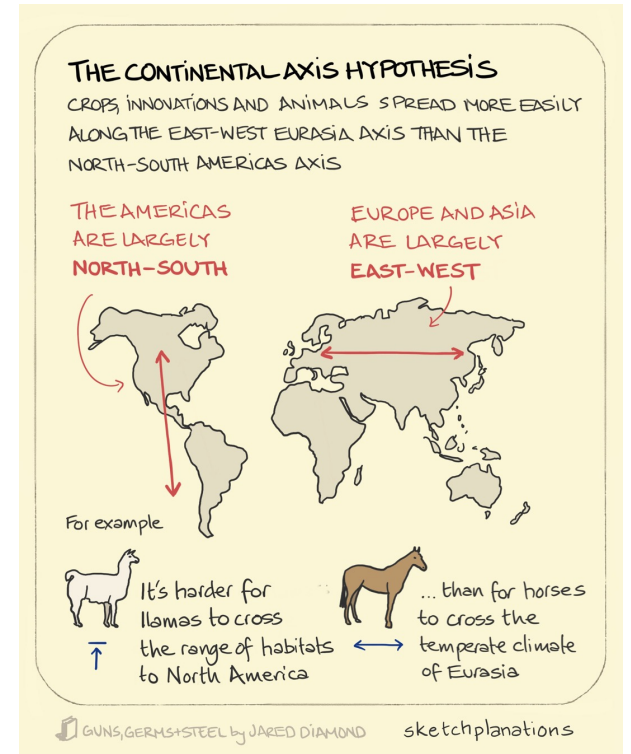 THE CONTINENTAL AXIS HYPOTHESIS
CROPS, INNOVATIONS AND ANIMALS SPREAD MORE EASILY
ALONG THE EAST-WEST EURASIA AXIS THAN THE
NORTH-SOUTH AMERICAS AXIS
THE AMERICAS
ARE LARGELY
NORTH-SOUTH
EUROPE AND ASIA
ARE LARGELY
EAST-WEST
For example
It's harder for
llamas to cross
the range of habitats
to North America
... than for horses
to cross the
temperate climate
of Eurasia
GUNS, GERMS + STEEL by JARED DIAMOND
sketchplanations